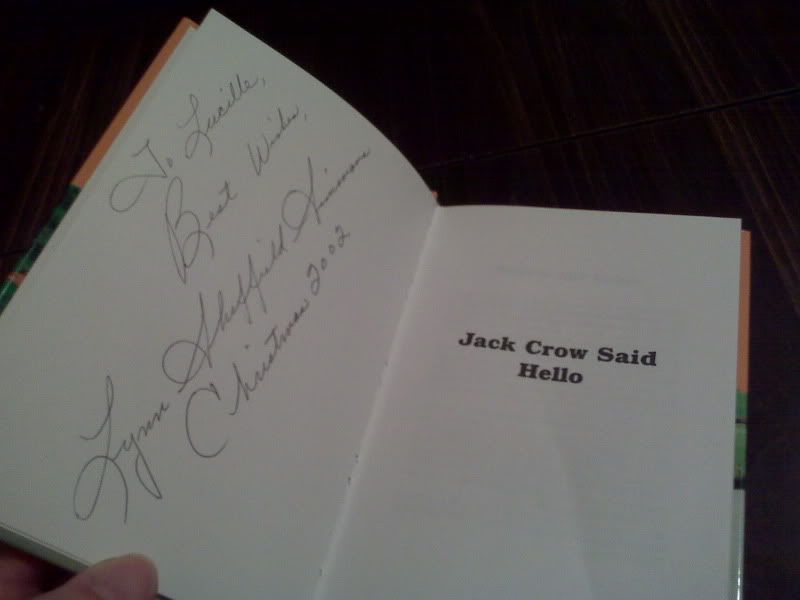 To Lucille,
Best Wishes,
Lynn Sheffield Simmons
Christmas 2002
Jack Crow Said
Hello